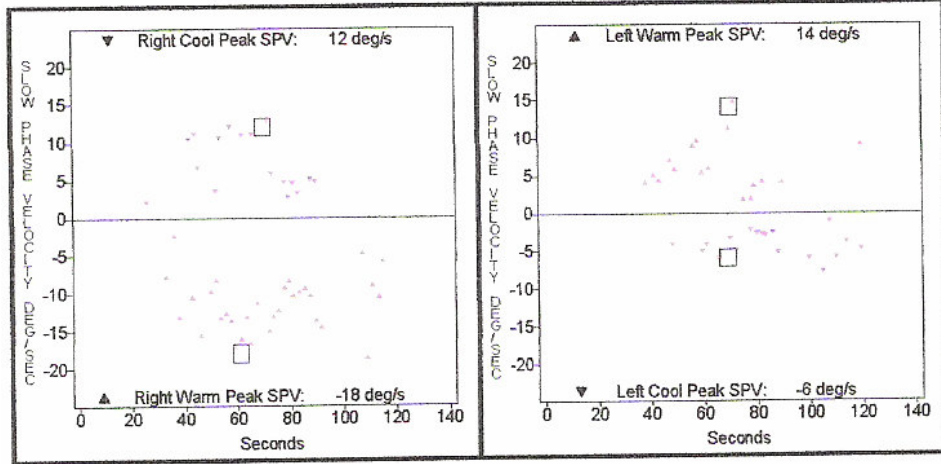 ▼ Right Cool Peak SPV: 12 deg/s
SLOW PHASE VELOCITY DEG/SEC
20
15
10
5
0
-5
-10
-15
-20
▲ Right Warm Peak SPV: -18 deg/s
0 20 40 60 80 100 120 140
Seconds
▲ Left Warm Peak SPV: 14 deg/s
SLOW PHASE VELOCITY DEG/SEC
20
15
10
5
0
-5
-10
-15
-20
▼ Left Cool Peak SPV: -6 deg/s
0 20 40 60 80 100 120 140
Seconds